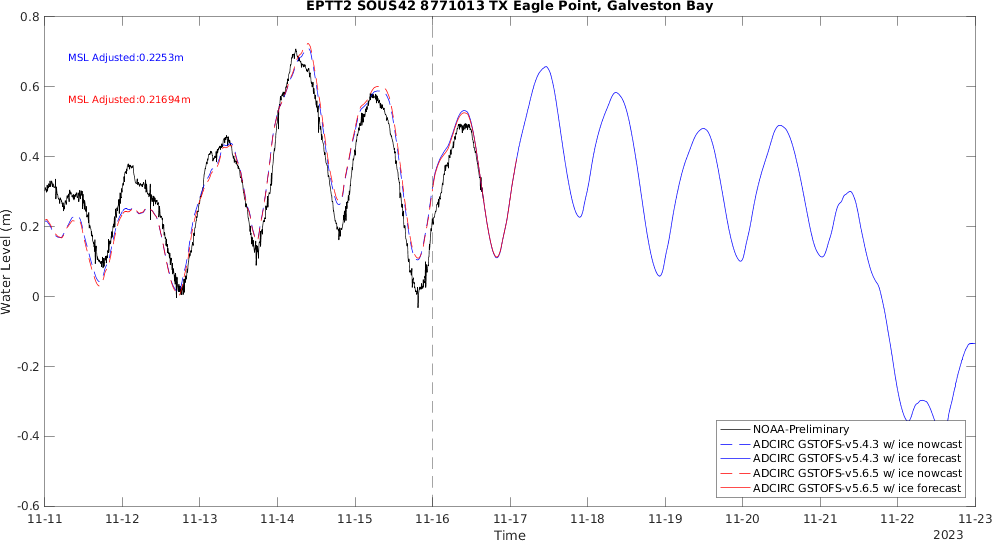 EPTT2 SOUS42 8771013 TX Eagle Point, Galveston Bay
0.8
0.6
0.4
0.2
0
-0.2
-0.4
-0.6
Water Level (m)
MSL Adjusted:0.2253m
MSL Adjusted:0.21694m
NOAA-Preliminary
ADCIRC GSTOFS-v5.4.3 w/ ice nowcast
ADCIRC GSTOFS-v5.4.3 w/ ice forecast
ADCIRC GSTOFS-v5.6.5 w/ ice nowcast
ADCIRC GSTOFS-v5.6.5 w/ ice forecast
11-11 11-12 11-13 11-14 11-15 11-16 11-17 11-18 11-19 11-20 11-21 11-22 11-23
Time
2023